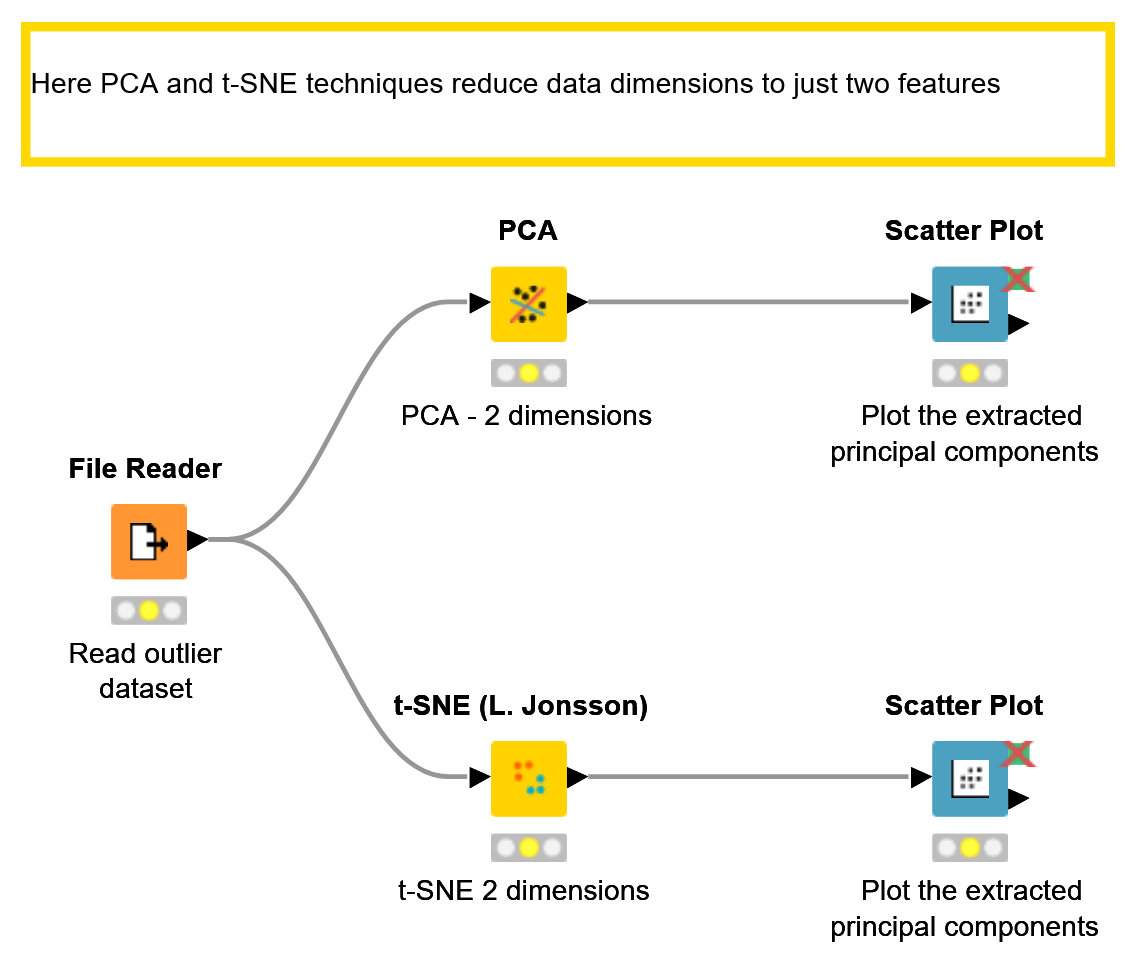 Here PCA and t-SNE techniques reduce data dimensions to just two features
PCA
Scatter Plot
PCA - 2 dimensions
Plot the extracted
principal components
File Reader
Read outlier
dataset
t-SNE (L. Jonsson)
Scatter Plot
t-SNE 2 dimensions
Plot the extracted
principal components